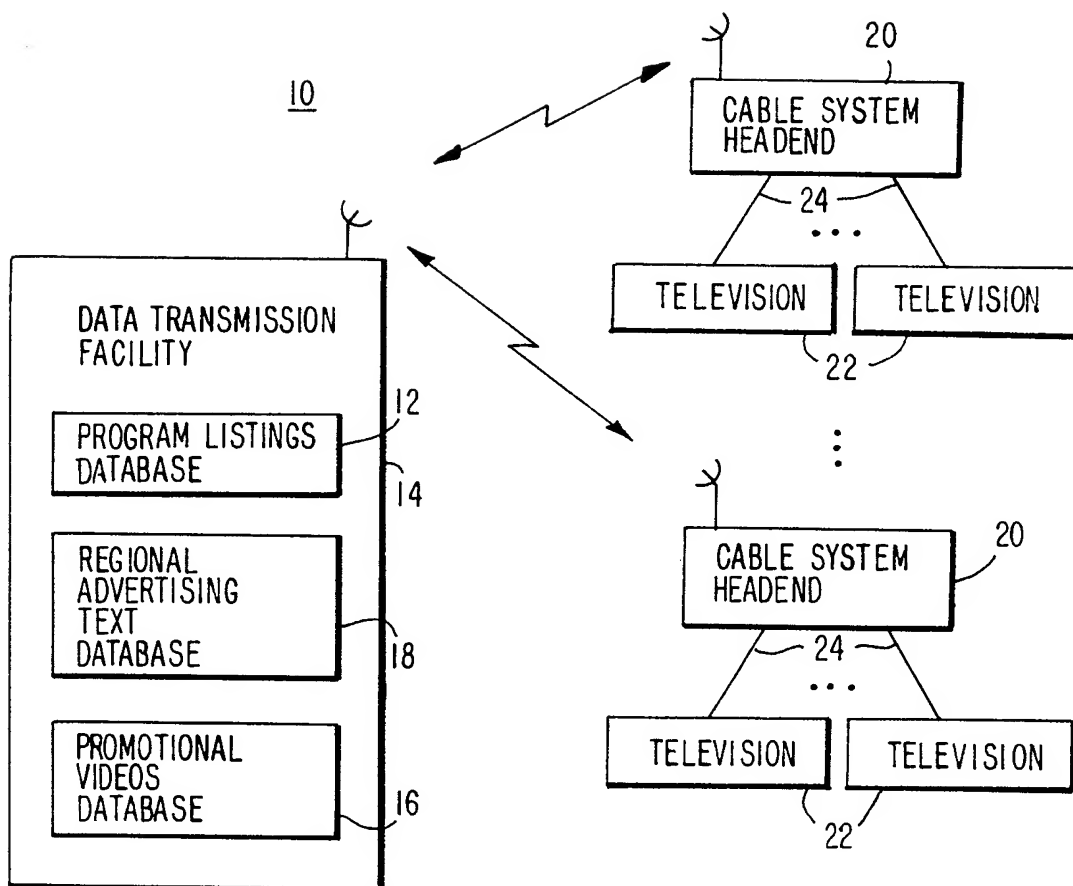 10
DATA TRANSMISSION
FACILITY
12
PROGRAM LISTINGS
DATABASE
14
REGIONAL
ADVERTISING
TEXT
DATABASE
18
PROMOTIONAL
VIDEOS
DATABASE
16
20
CABLE SYSTEM
HEADEND
24
TELEVISION
TELEVISION
22
20
CABLE SYSTEM
HEADEND
24
TELEVISION
TELEVISION
22